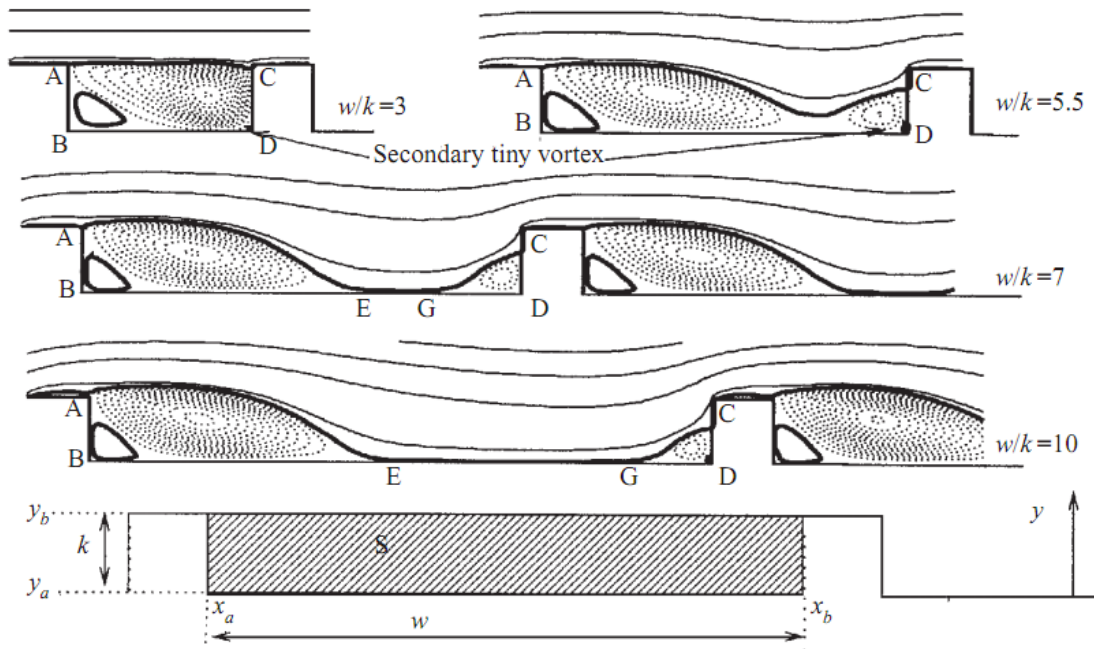 A C A C
w/k=3 w/k=5.5
B D B D
Secondary tiny vortex
A C
w/k=7
B E G D
A C
w/k=10
B E G D
y_b
k S y
y_a
x_a w x_b